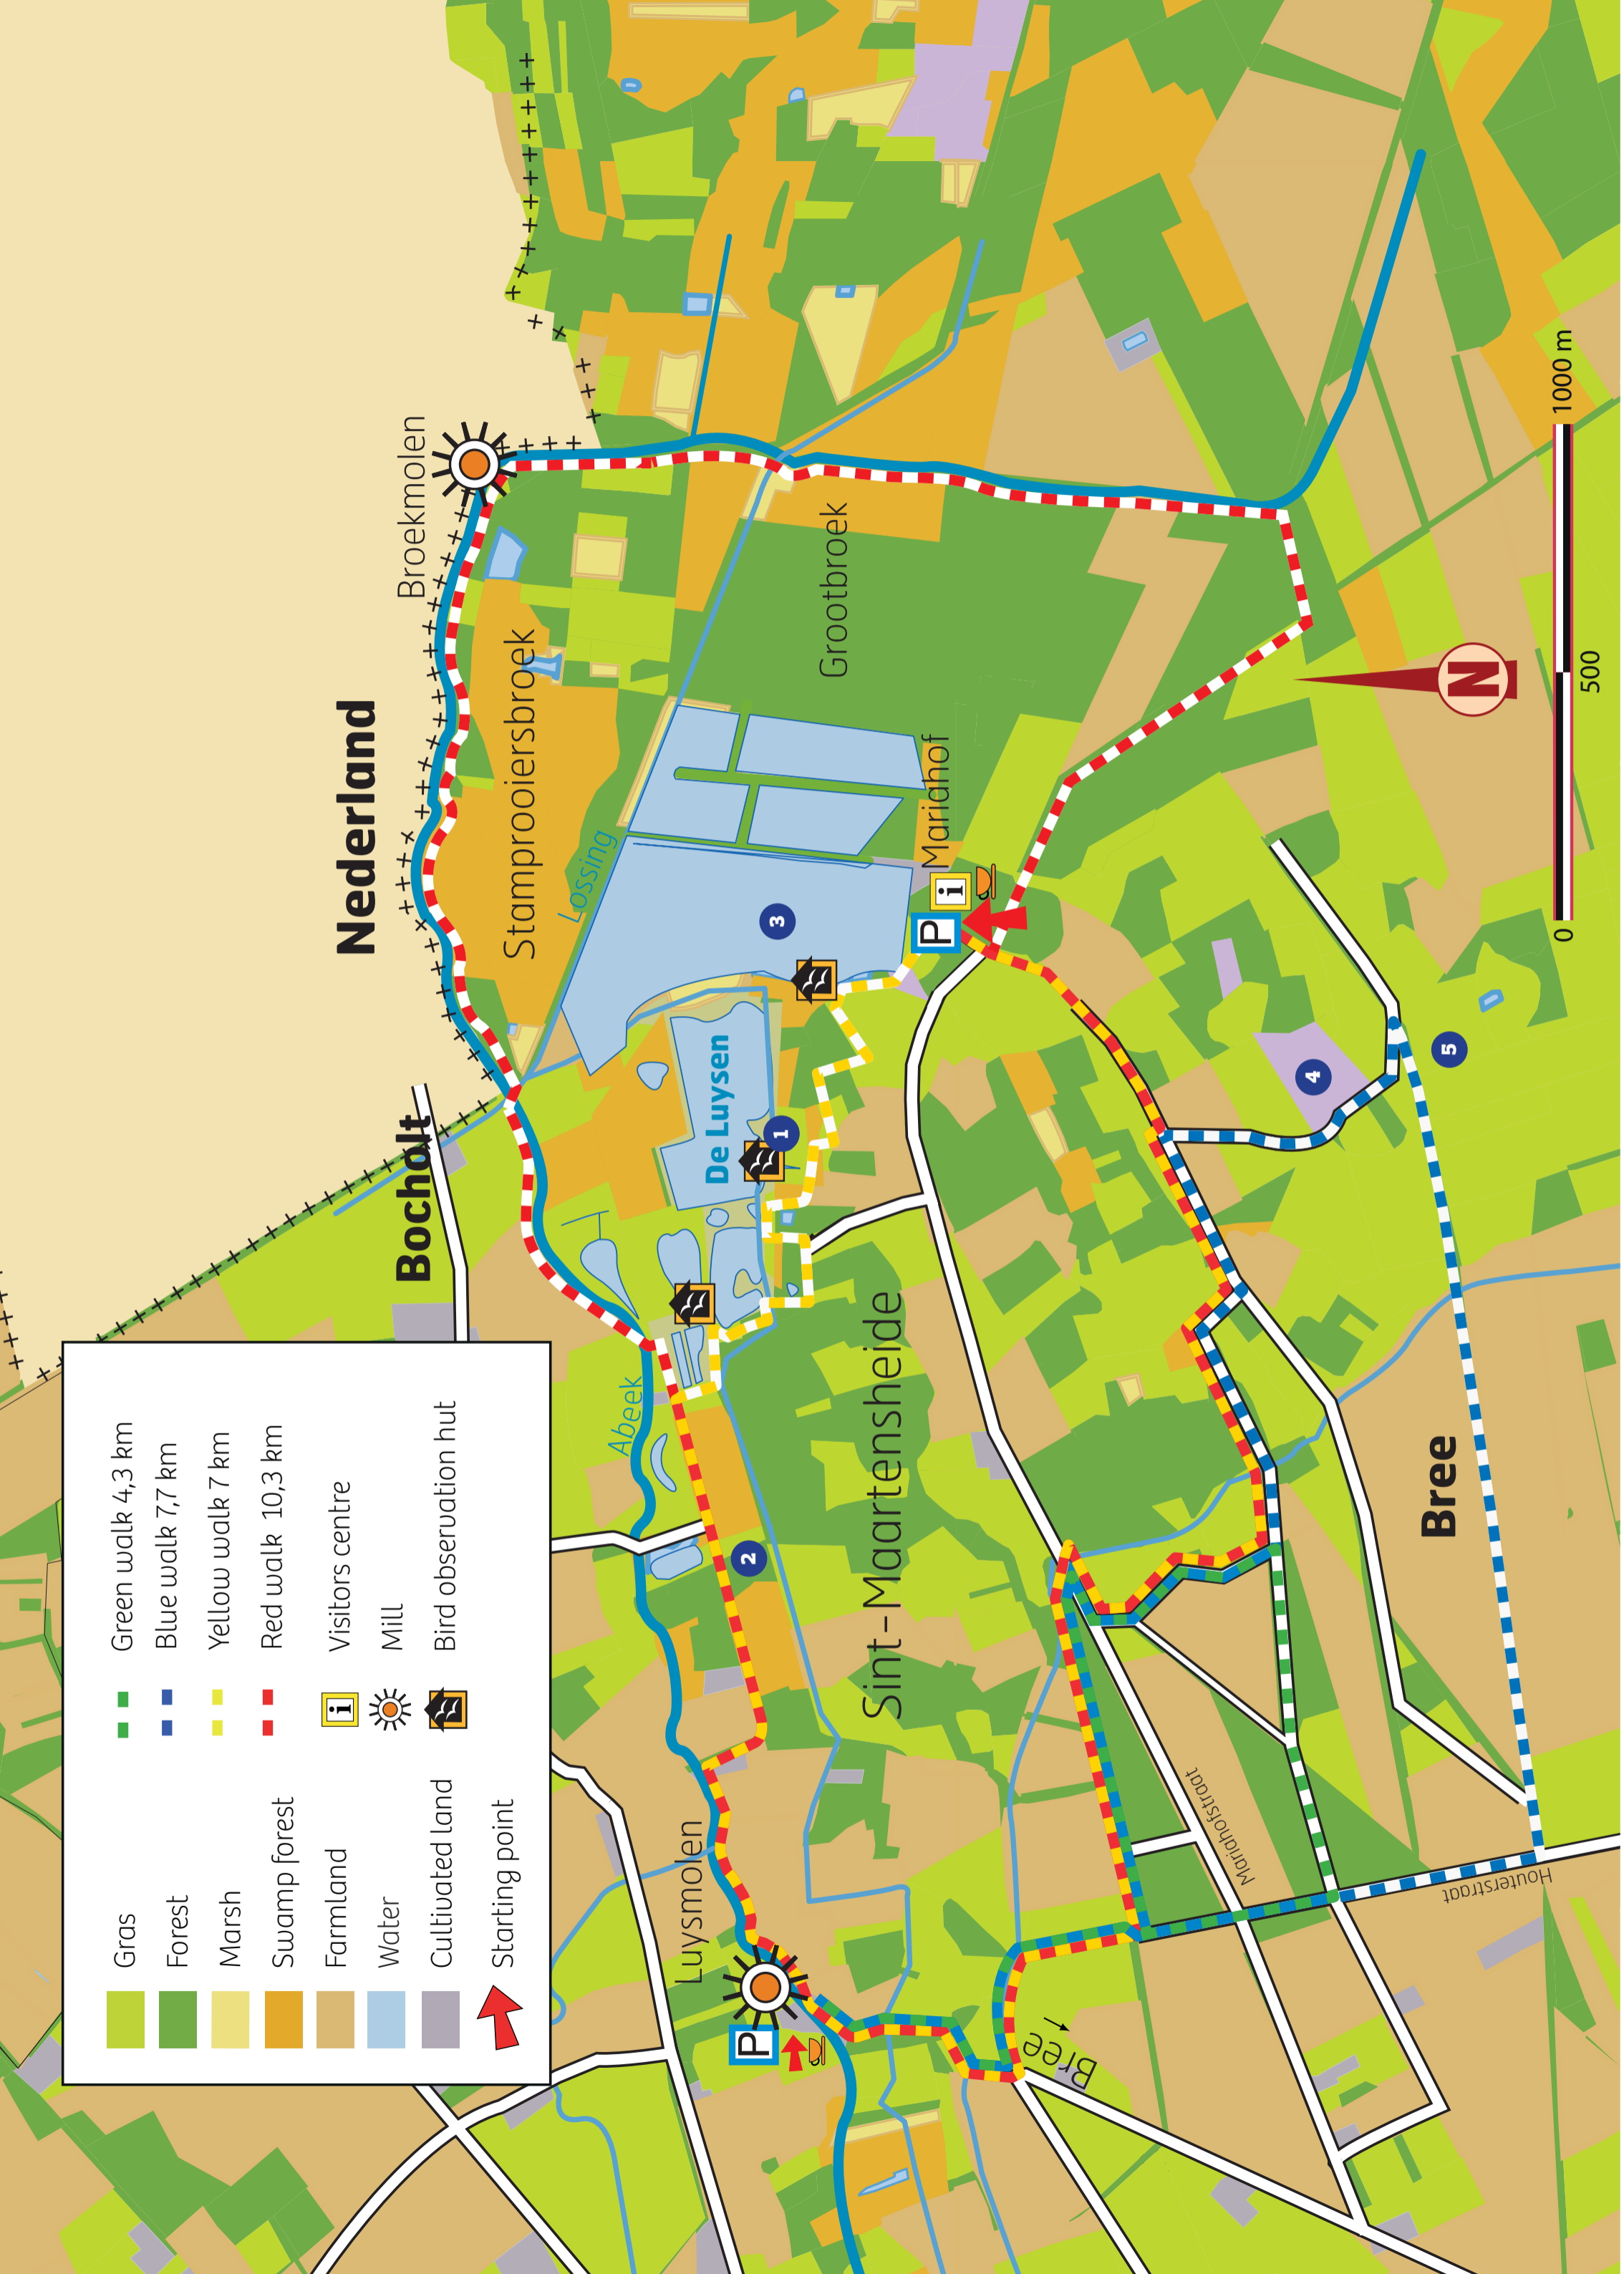 Green walk 4,3 km
Blue walk 7,7 km
Yellow walk 7 km
Red walk 10,3 km
Visitors centre
i
Mill
Bird observation hut
Gras
Forest
Marsh
Swamp forest
Farmland
Water
Cultivated land
Starting point
Nederland
Bocholt
Broekmolen
Stamprooiersbroek
Lossing
Grootbroek
Mariahof
i
P
De Luysen
Abeek
Sint-Maartensheide
Luysmolen
P
Bree
Mariahofstraat
Houterstraat
Bree
1
2
3
4
5
N
0
500
1000 m